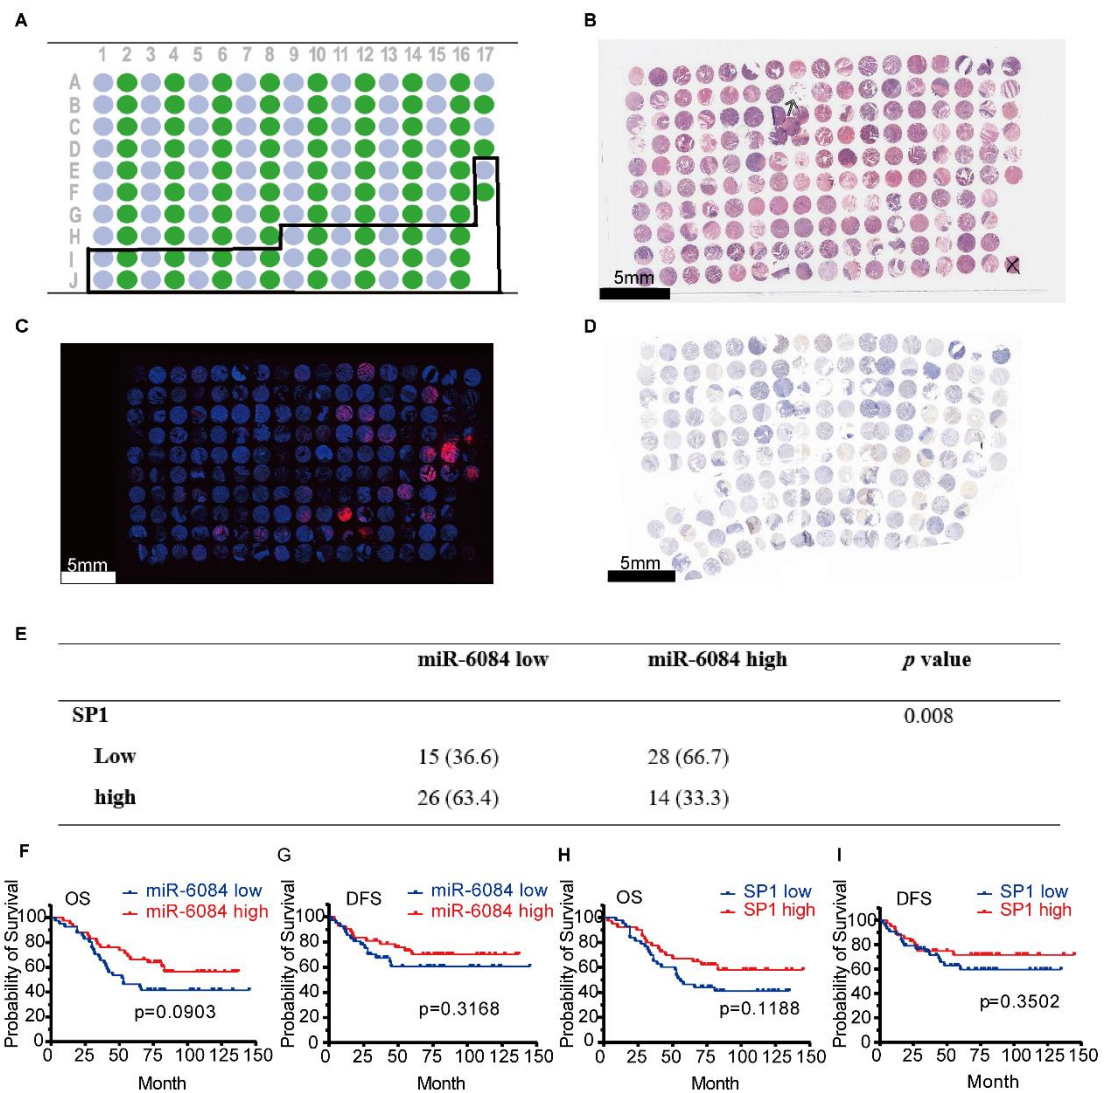 A
1 2 3 4 5 6 7 8 9 10 11 12 13 14 15 16 17
A
B
C
D
E
F
G
H
I
J
B
5mm
C
5mm
D
5mm
E
miR-6084 low miR-6084 high p value
SP1 0.008
Low 15 (36.6) 28 (66.7)
high 26 (63.4) 14 (33.3)
F
OS
miR-6084 low
miR-6084 high
Probability of Survival
100
80
60
40
20
0
p=0.0903
0 25 50 75 100 125 150
Month
G
DFS
miR-6084 low
miR-6084 high
Probability of Survival
100
80
60
40
20
0
p=0.3168
0 25 50 75 100 125 150
Month
H
OS
SP1 low
SP1 high
Probability of Survival
100
80
60
40
20
0
p=0.1188
0 25 50 75 100 125 150
Month
I
DFS
SP1 low
SP1 high
Probability of Survival
100
80
60
40
20
0
p=0.3502
0 25 50 75 100 125 150
Month